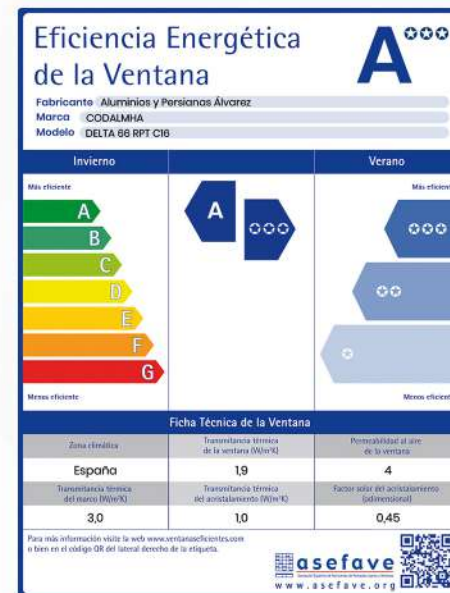 Eficiencia Energética
de la Ventana
A
Fabricante Aluminios y Persianas Álvarez
Marca CODALMHA
Modelo DELTA 66 RPT C16
Invierno
Verano
Más eficiente
Más eficient
A
B
C
D
E
F
G
A
Menos eficiente
Menos eficient
Ficha Técnica de la Ventana
Zona climática
Transmitancia térmica
de la ventana (W/m²K)
Permeabilidad al aire
de la ventana
España
1,9
4
Transmitancia térmica
del marco (W/m²K)
Transmitancia térmica
del acristalamiento (W/m²K)
Factor solar del acristalamiento
(adimensional)
3,0
1,0
0,45
Para más información visite la web www.ventanaseficientes.com
o bien en el código QR del lateral derecho de la etiqueta.
asefave
www.asefave.org